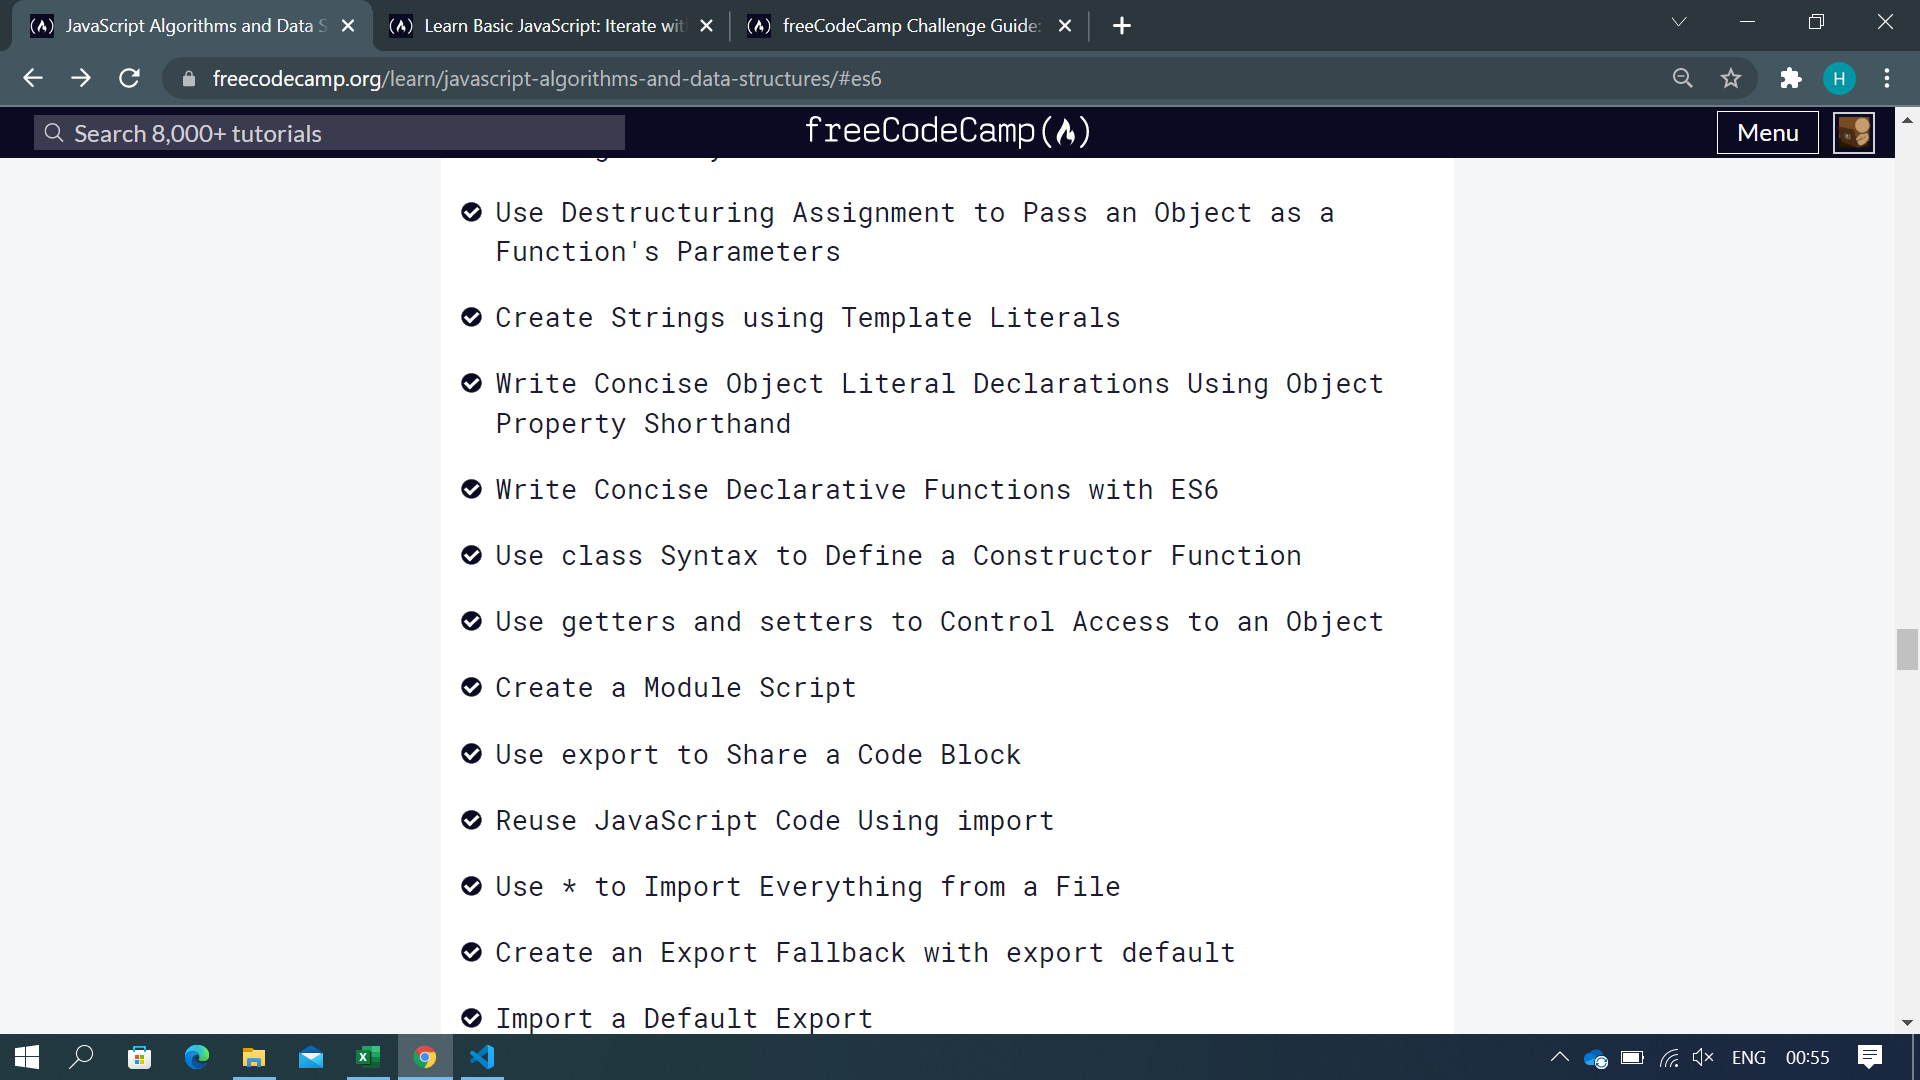 JavaScript Algorithms and Data S
Learn Basic JavaScript: Iterate wit
freeCodeCamp Challenge Guide:
freecodecamp.org/learn/javascript-algorithms-and-data-structures/#es6
H
Search 8,000+ tutorials
freeCodeCamp
Menu
Use Destructuring Assignment to Pass an Object as a
Function's Parameters
Create Strings using Template Literals
Write Concise Object Literal Declarations Using Object
Property Shorthand
Write Concise Declarative Functions with ES6
Use class Syntax to Define a Constructor Function
Use getters and setters to Control Access to an Object
Create a Module Script
Use export to Share a Code Block
Reuse JavaScript Code Using import
Use * to Import Everything from a File
Create an Export Fallback with export default
Import a Default Export
ENG 00:55